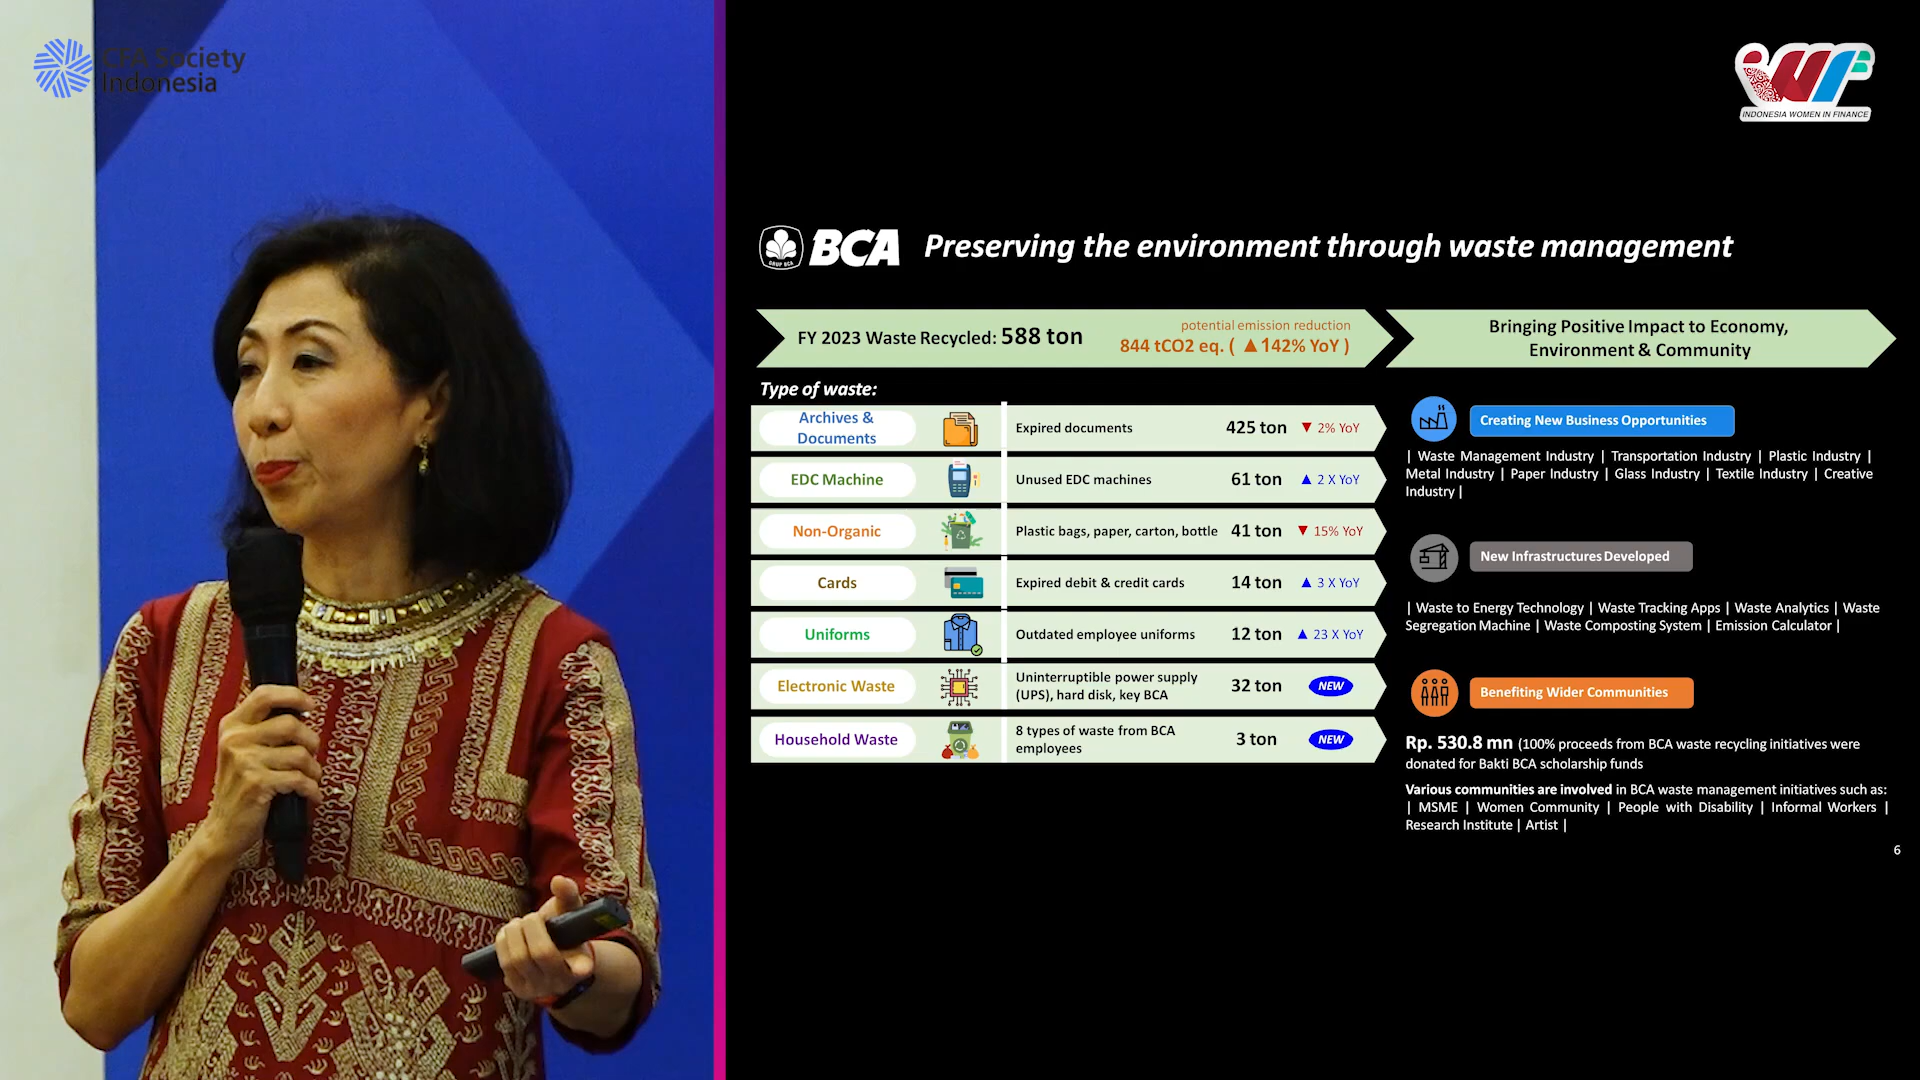 CFA Society
Indonesia
INDONESIA WOMEN IN FINANCE
BCA
Preserving the environment through waste management
FY 2023 Waste Recycled: 588 ton
potential emission reduction
844 tCO2 eq. ( ▲142% YoY )
Bringing Positive Impact to Economy,
Environment & Community
Type of waste:
Archives &
Documents
Expired documents
425 ton
▼ 2% YoY
EDC Machine
Unused EDC machines
61 ton
▲ 2 X YoY
Non-Organic
Plastic bags, paper, carton, bottle
41 ton
▼ 15% YoY
Cards
Expired debit & credit cards
14 ton
▲ 3 X YoY
Uniforms
Outdated employee uniforms
12 ton
▲ 23 X YoY
Electronic Waste
Uninterruptible power supply
(UPS), hard disk, key BCA
32 ton
NEW
Household Waste
8 types of waste from BCA
employees
3 ton
NEW
Creating New Business Opportunities
| Waste Management Industry | Transportation Industry | Plastic Industry |
Metal Industry | Paper Industry | Glass Industry | Textile Industry | Creative
Industry |
New Infrastructures Developed
| Waste to Energy Technology | Waste Tracking Apps | Waste Analytics | Waste
Segregation Machine | Waste Composting System | Emission Calculator |
Benefiting Wider Communities
Rp. 530.8 mn (100% proceeds from BCA waste recycling initiatives were
donated for Bakti BCA scholarship funds
Various communities are involved in BCA waste management initiatives such as:
| MSME | Women Community | People with Disability | Informal Workers |
Research Institute | Artist |
6